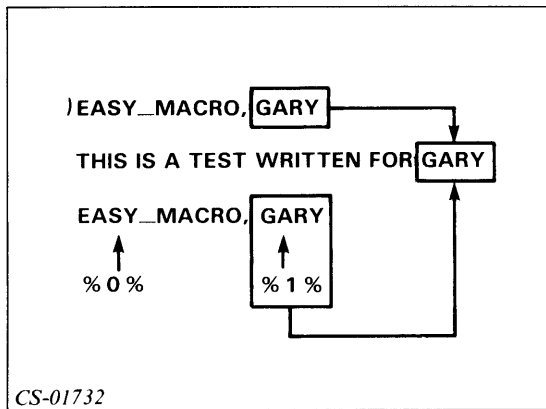 )EASY_MACRO, GARY
THIS IS A TEST WRITTEN FOR GARY
EASY_MACRO, GARY
%0% %1%
CS-01732